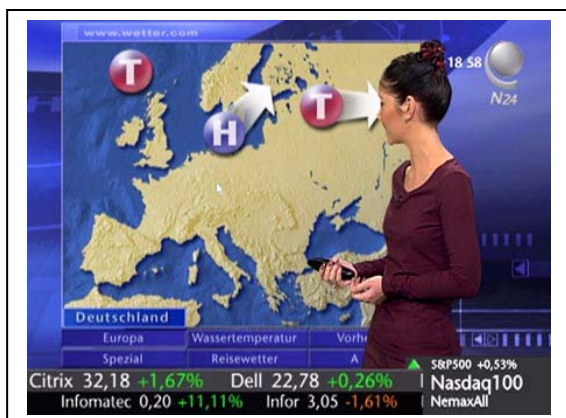 www.wetter.com
18 58
N24
T
H
T
Deutschland
Europa Wassertemperatur Vorhe
Spezial Reisewetter A
S&P500 +0,53%
Citrix 32,18 +1,67% Dell 22,78 +0,26% Nasdaq100
Infomatec 0,20 +11,11% Infor 3,05 -1,61% NemaxAll